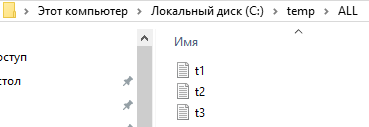 Этот компьютер > Локальный диск (C:) > temp > ALL
Имя
оступ
t1
стол
t2
t3